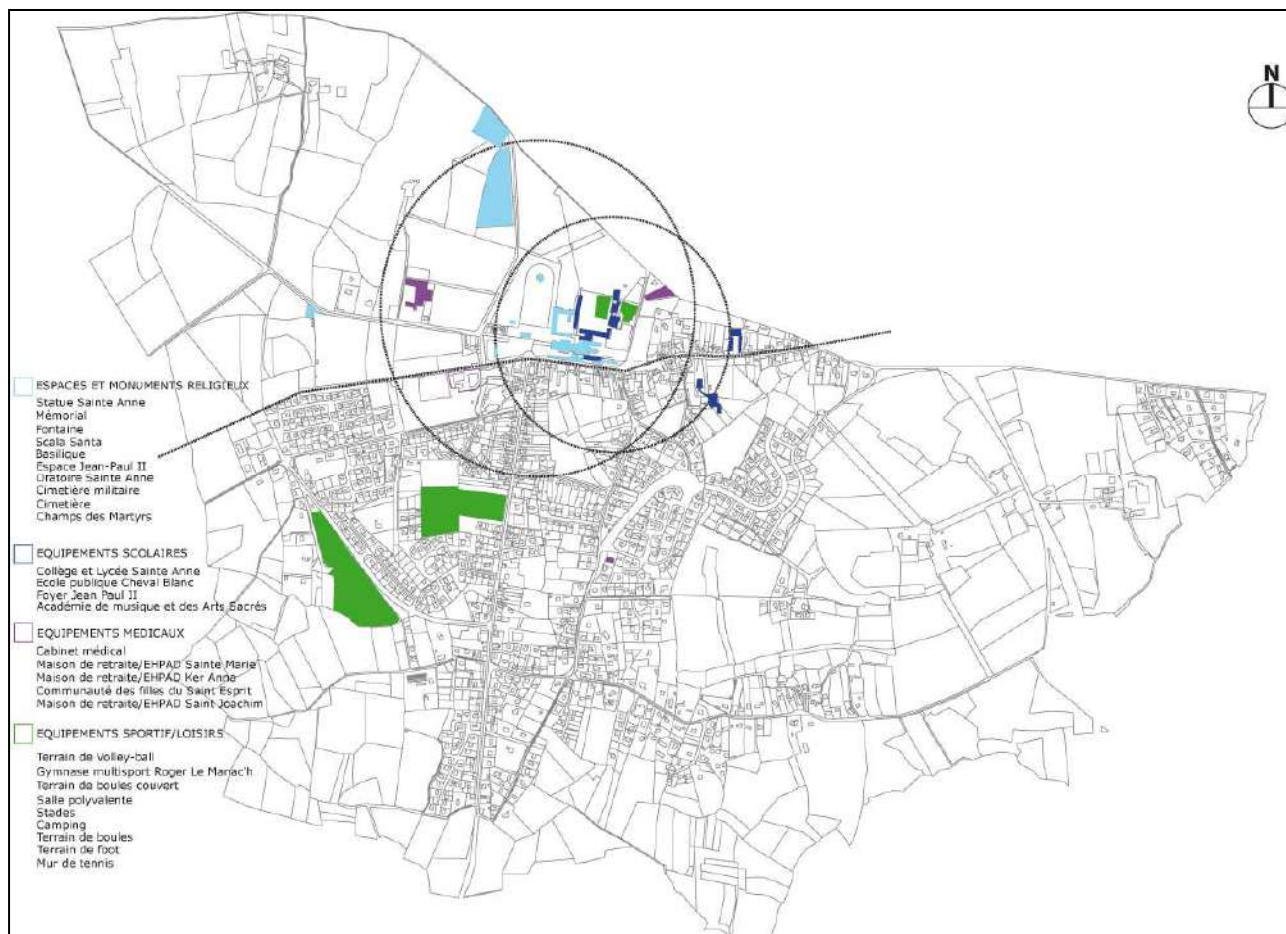 N
ESPACES ET MONUMENTS RELIGIEUX
Statue Sainte Anne
Mémorial
Fontaine
Scala Santa
Basilique
Espace Jean-Paul II
Oratoire Sainte Anne
Cimetière militaire
Cimetière
Champs des Martyrs
EQUIPEMENTS SCOLAIRES
Collège et Lycée Sainte Anne
Ecole publique Cheval Blanc
Foyer Jean Paul II
Académie de musique et des Arts Sacrés
EQUIPEMENTS MEDICAUX
Cabinet médical
Maison de retraite/EHPAD Sainte Marie
Maison de retraite/EHPAD Ker Anna
Communauté des filles du Saint Esprit
Maison de retraite/EHPAD Saint Joachim
EQUIPEMENTS SPORTIF/LOISIRS
Terrain de Volley-ball
Gymnase multisport Roger Le Manac'h
Terrain de boules couvert
Salle polyvalente
Stades
Camping
Terrain de boules
Terrain de foot
Mur de tennis